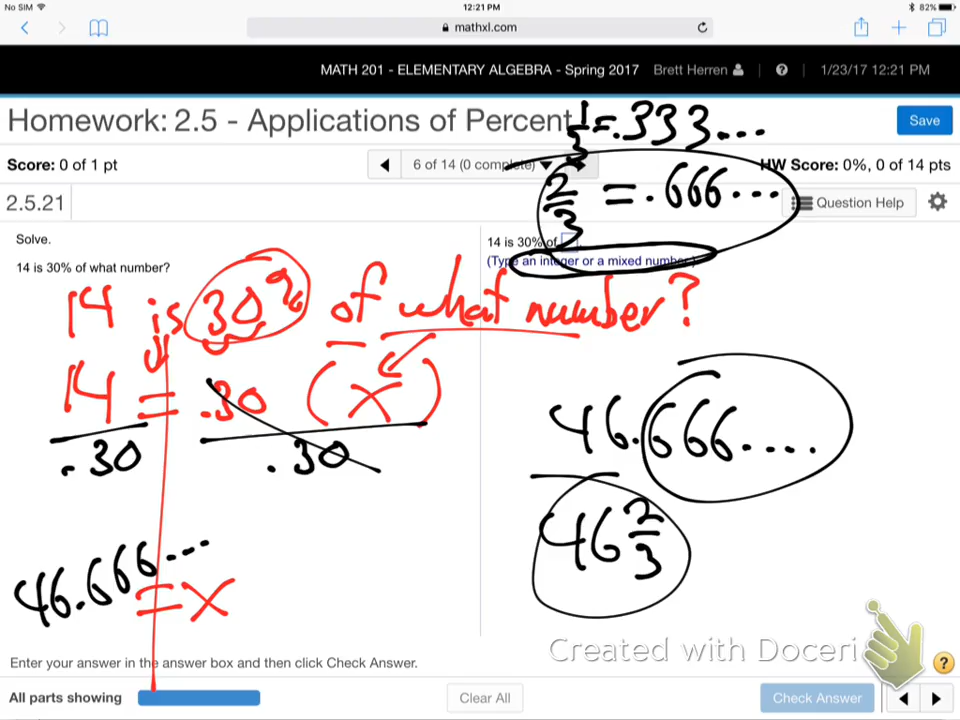 No SIM 12:21 PM 82%
mathxl.com
MATH 201 - ELEMENTARY ALGEBRA - Spring 2017 Brett Herren ? 1/23/17 12:21 PM
Homework: 2.5 - Applications of Percent Save
1/3 = .333...
Score: 0 of 1 pt 6 of 14 (0 complete) HW Score: 0%, 0 of 14 pts
2/3 = .666...
2.5.21 Question Help
Solve.
14 is 30% of what number?
14 is 30% of
(Type an integer or a mixed number.)
14 is 30% of what number?
14 = .30 (x)
.30 .30
46.666....
46 2/3
46.666... = x
Created with Doceri
Enter your answer in the answer box and then click Check Answer.
?
All parts showing Clear All Check Answer